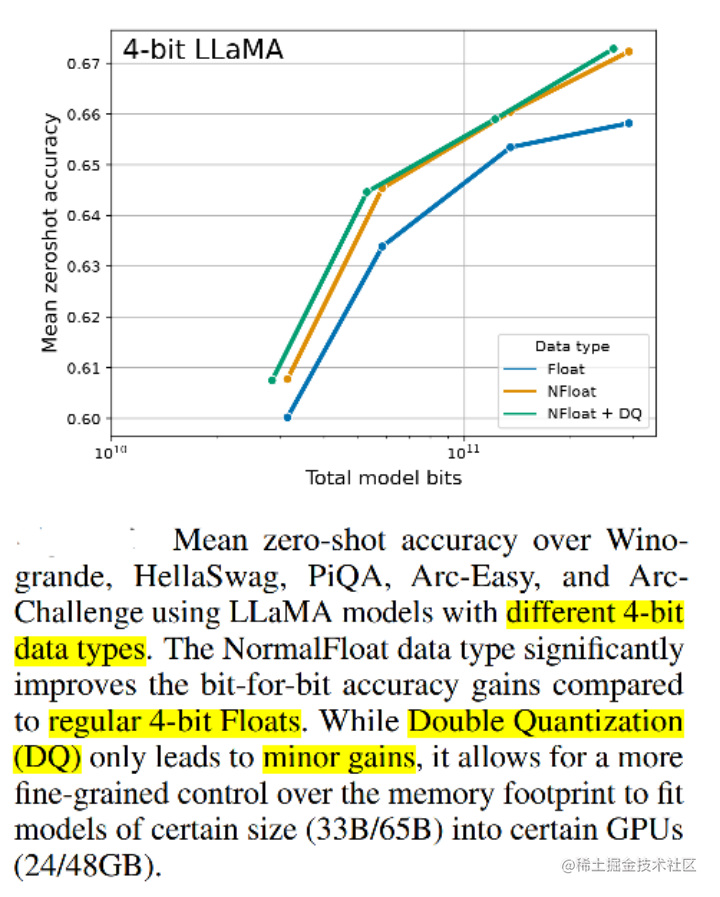 4-bit LLaMA
0.67
0.66
0.65
0.64
0.63
0.62
0.61
0.60
Mean zeroshot accuracy
Data type
Float
NFloat
NFloat + DQ
10^10
10^11
Total model bits
Mean zero-shot accuracy over Wino-
grande, HellaSwag, PiQA, Arc-Easy, and Arc-
Challenge using LLaMA models with different 4-bit
data types. The NormalFloat data type significantly
improves the bit-for-bit accuracy gains compared
to regular 4-bit Floats. While Double Quantization
(DQ) only leads to minor gains, it allows for a more
fine-grained control over the memory footprint to fit
models of certain size (33B/65B) into certain GPUs
(24/48GB).
@稀土掘金技术社区